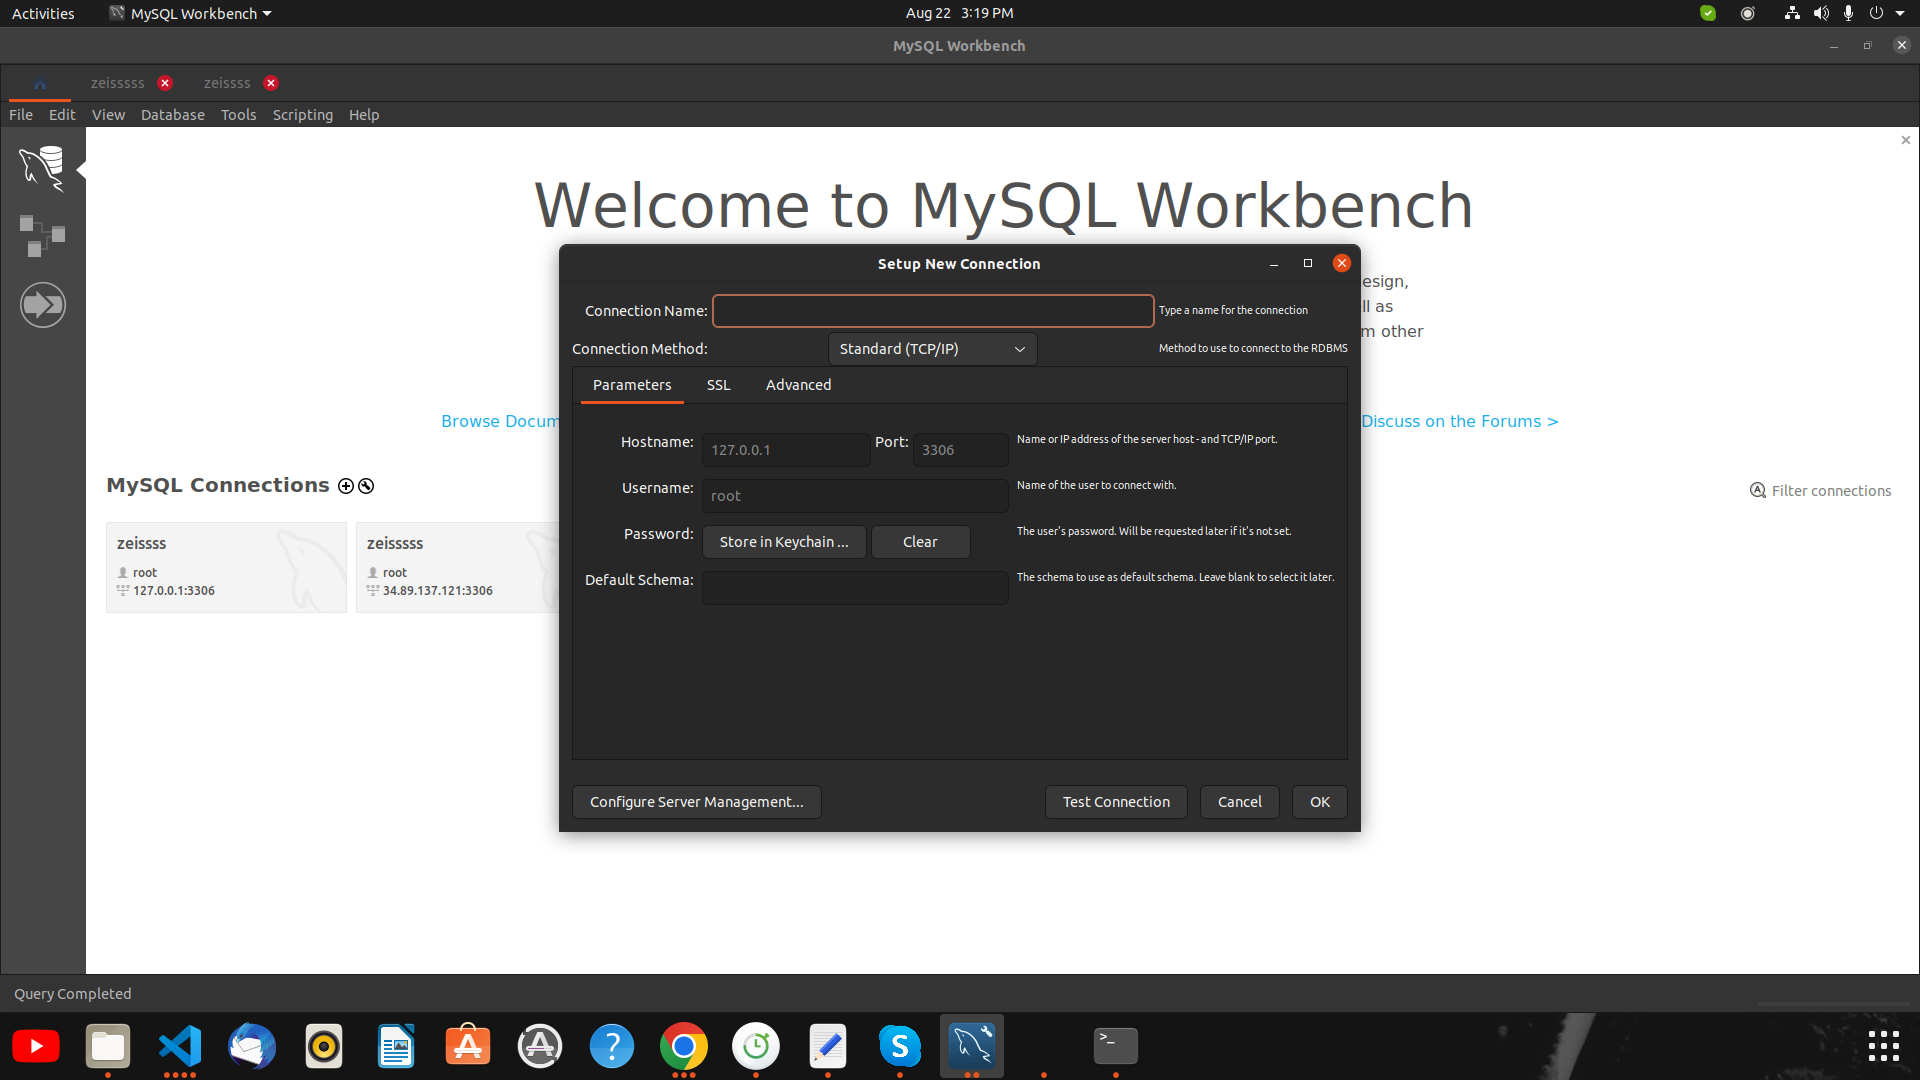 Activities MySQL Workbench Aug 22 3:19 PM
MySQL Workbench
zeisssss zeissss
File Edit View Database Tools Scripting Help
Welcome to MySQL Workbench
esign,
ll as
m other
Browse Docum
Discuss on the Forums >
MySQL Connections
Filter connections
zeissss
root
127.0.0.1:3306
zeisssss
root
34.89.137.121:3306
Setup New Connection
Connection Name: Type a name for the connection
Connection Method: Standard (TCP/IP) Method to use to connect to the RDBMS
Parameters SSL Advanced
Hostname: 127.0.0.1 Port: 3306 Name or IP address of the server host - and TCP/IP port.
Username: root Name of the user to connect with.
Password: Store in Keychain ... Clear The user's password. Will be requested later if it's not set.
Default Schema: The schema to use as default schema. Leave blank to select it later.
Configure Server Management... Test Connection Cancel OK
Query Completed